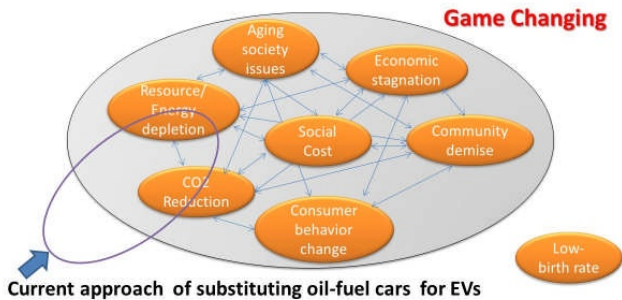 Game Changing
Aging
society
issues
Economic
stagnation
Resource/
Energy
depletion
Social
Cost
Community
demise
CO2
Reduction
Consumer
behavior
change
Low-
birth rate
Current approach of substituting oil-fuel cars for EVs